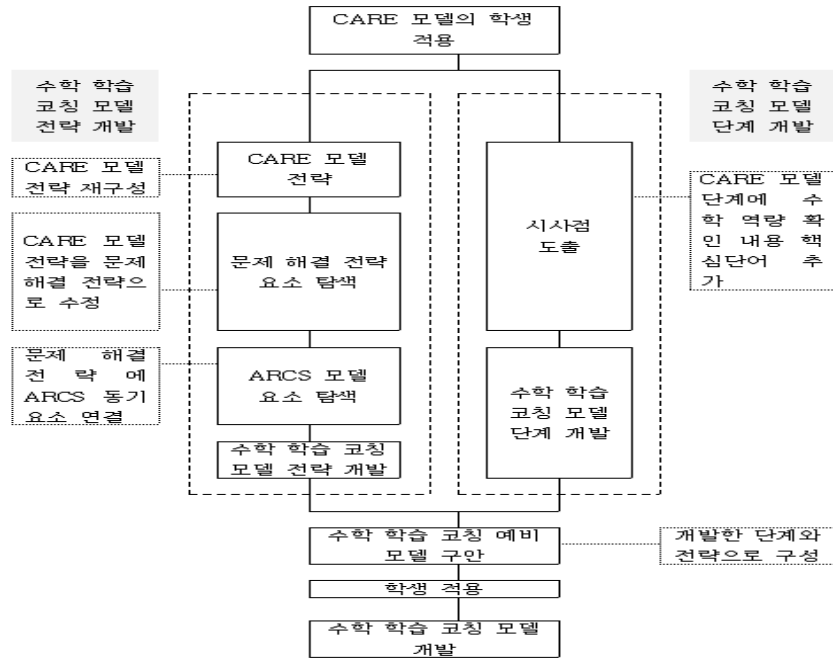 CARE 모델의 학생
적용
수학 학습
코칭 모델
전략 개발
수학 학습
코칭 모델
단계 개발
CARE 모델
전략 재구성
CARE 모델
전략
CARE 모델
전략을 문제
해결 전략으
로 수정
문제 해결 전략
요소 탐색
시사점
도출
CARE 모델
단계에 수
학 역량 확
인 내용 핵
심단어 추
가
문제 해결
전략에
ARCS 동기
요소 연결
ARCS 모델
요소 탐색
수학 학습 코칭
모델 전략 개발
수학 학습
코칭 모델
단계 개발
수학 학습 코칭 예비
모델 구안
개발한 단계와
전략으로 구성
학생 적용
수학 학습 코칭 모델
개발